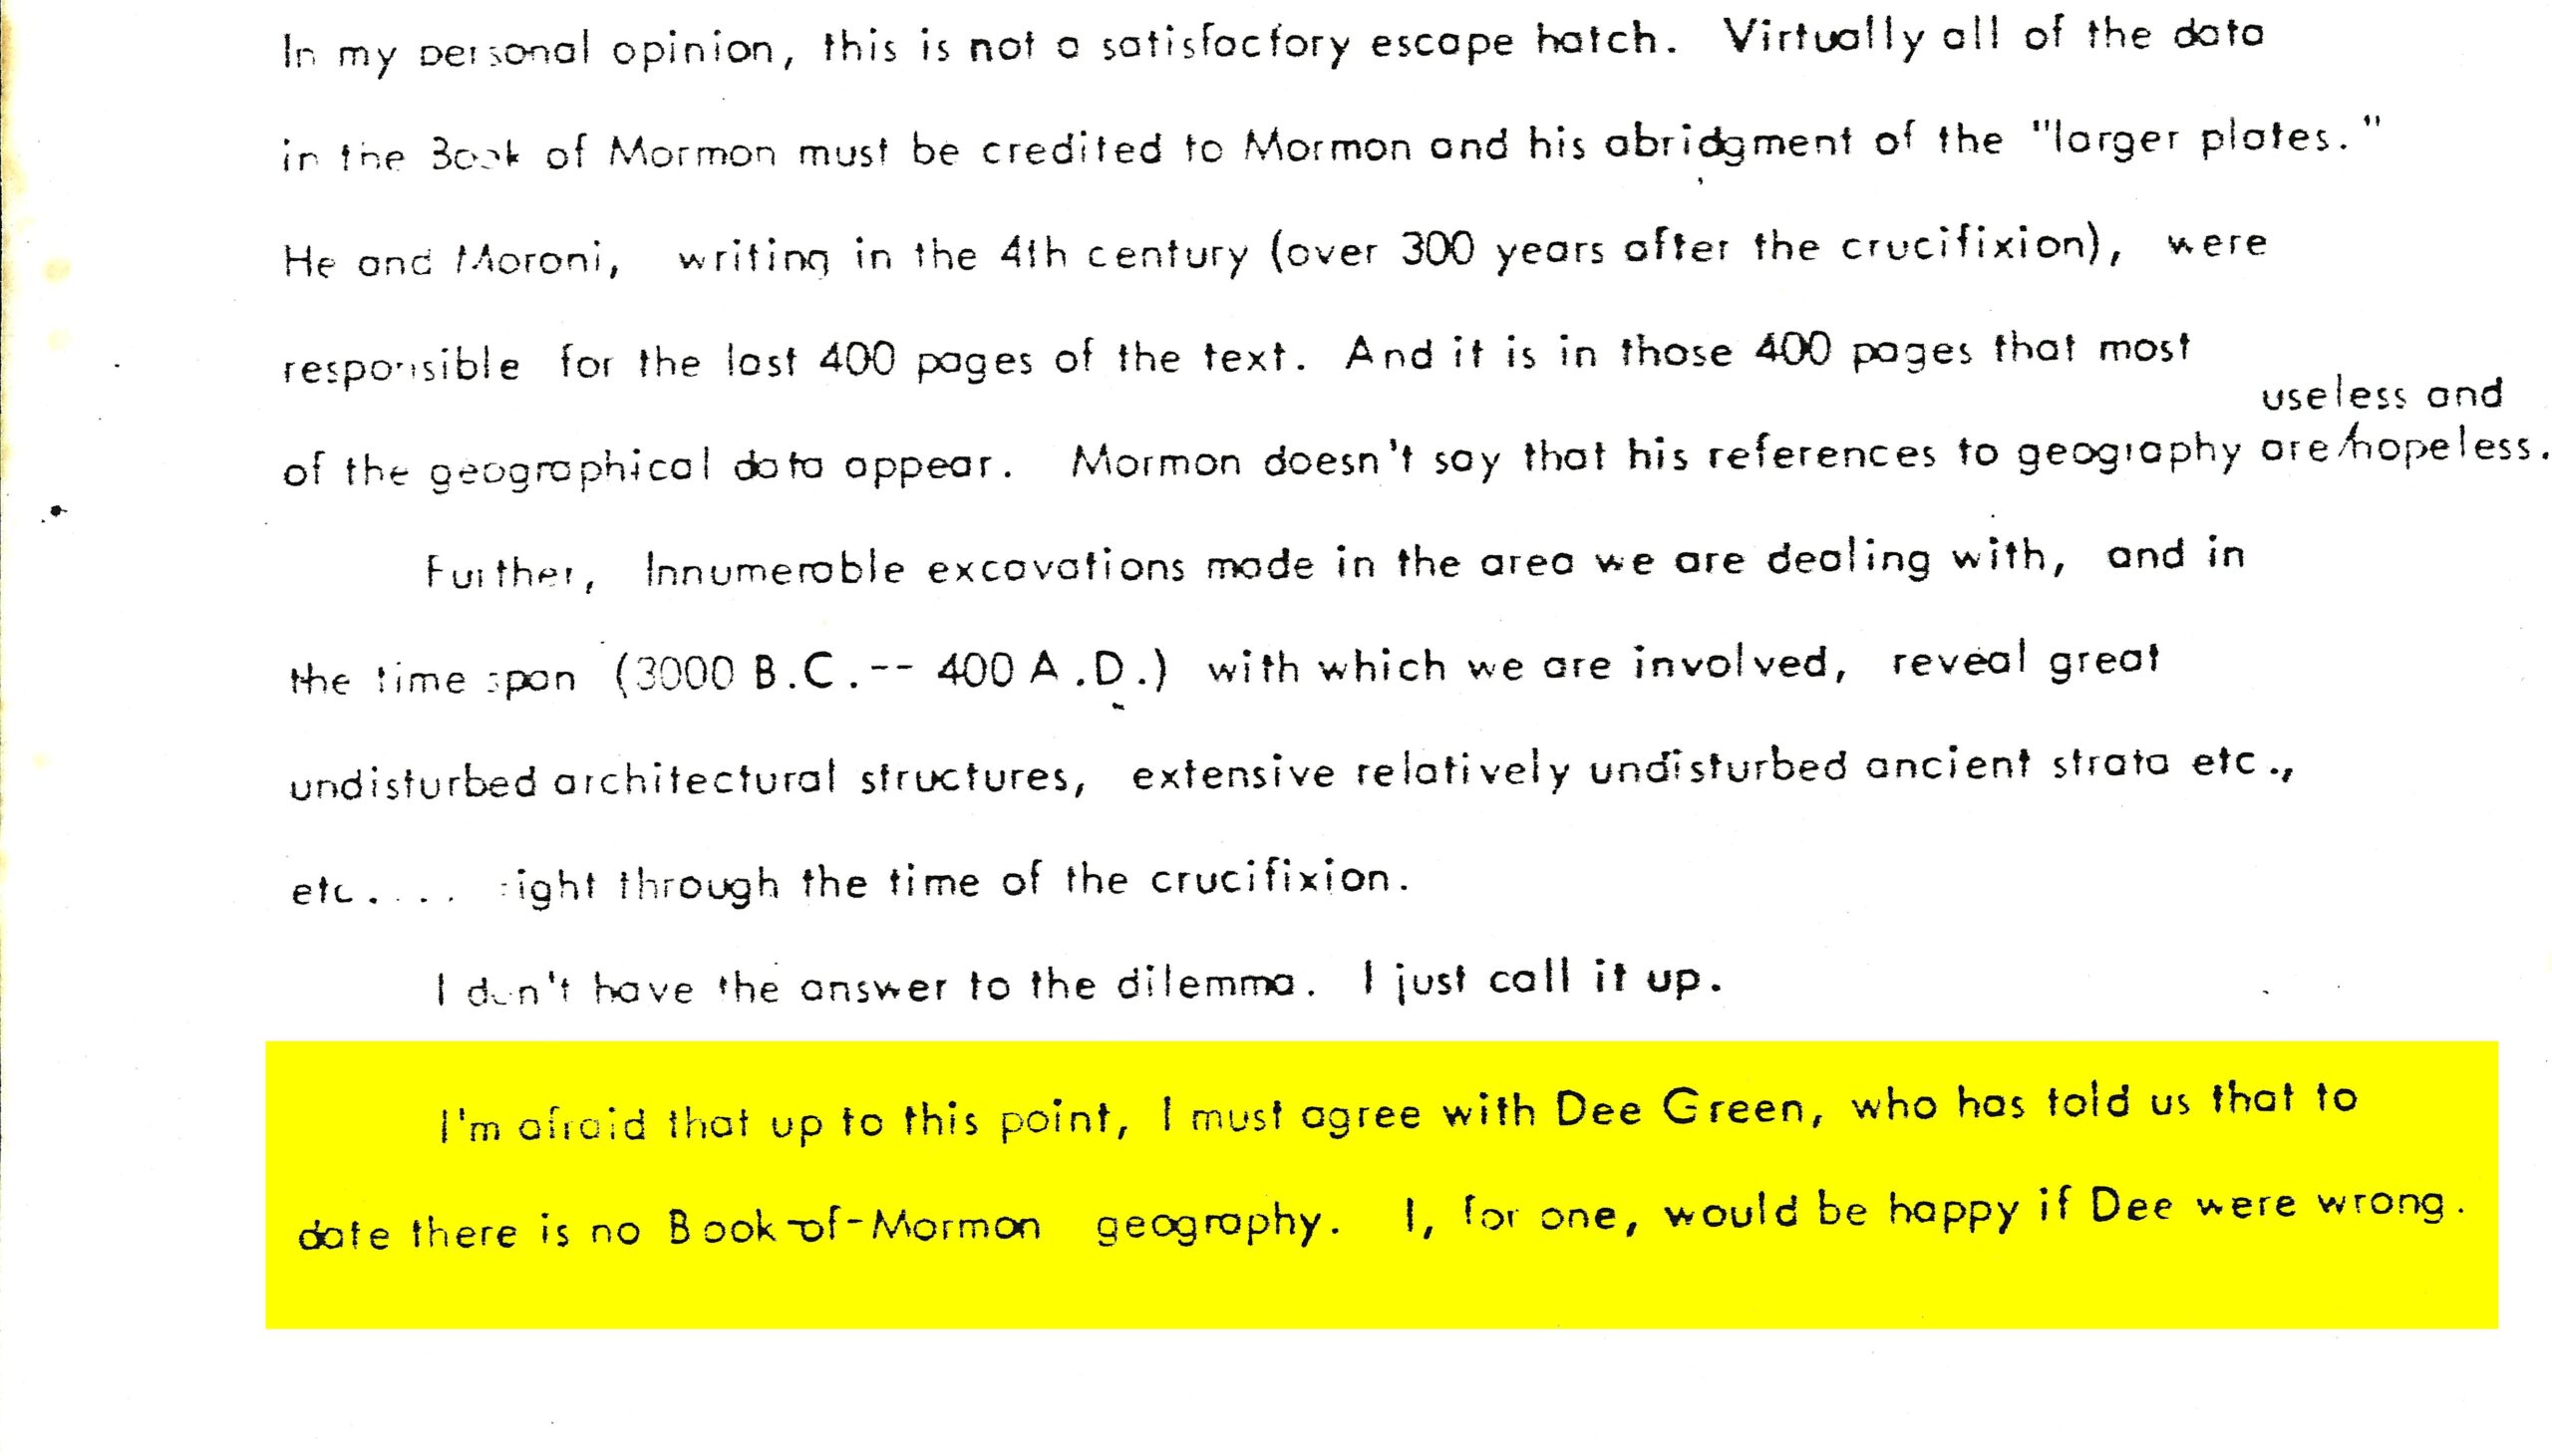 In my personal opinion, this is not a satisfactory escape hatch. Virtually all of the data
in the Book of Mormon must be credited to Mormon and his abridgment of the "larger plates."
He and Moroni, writing in the 4th century (over 300 years after the crucifixion), were
responsible for the last 400 pages of the text. And it is in those 400 pages that most
useless and
of the geographical data appear. Mormon doesn't say that his references to geography are/hopeless.
Further, Innumerable excavations made in the area we are dealing with, and in
the time span (3000 B.C.-- 400 A.D.) with which we are involved, reveal great
undisturbed architectural structures, extensive relatively undisturbed ancient strata etc.,
etc.... right through the time of the crucifixion.
I don't have the answer to the dilemma. I just call it up.
I'm afraid that up to this point, I must agree with Dee Green, who has told us that to
date there is no Book-of-Mormon geography. I, for one, would be happy if Dee were wrong.